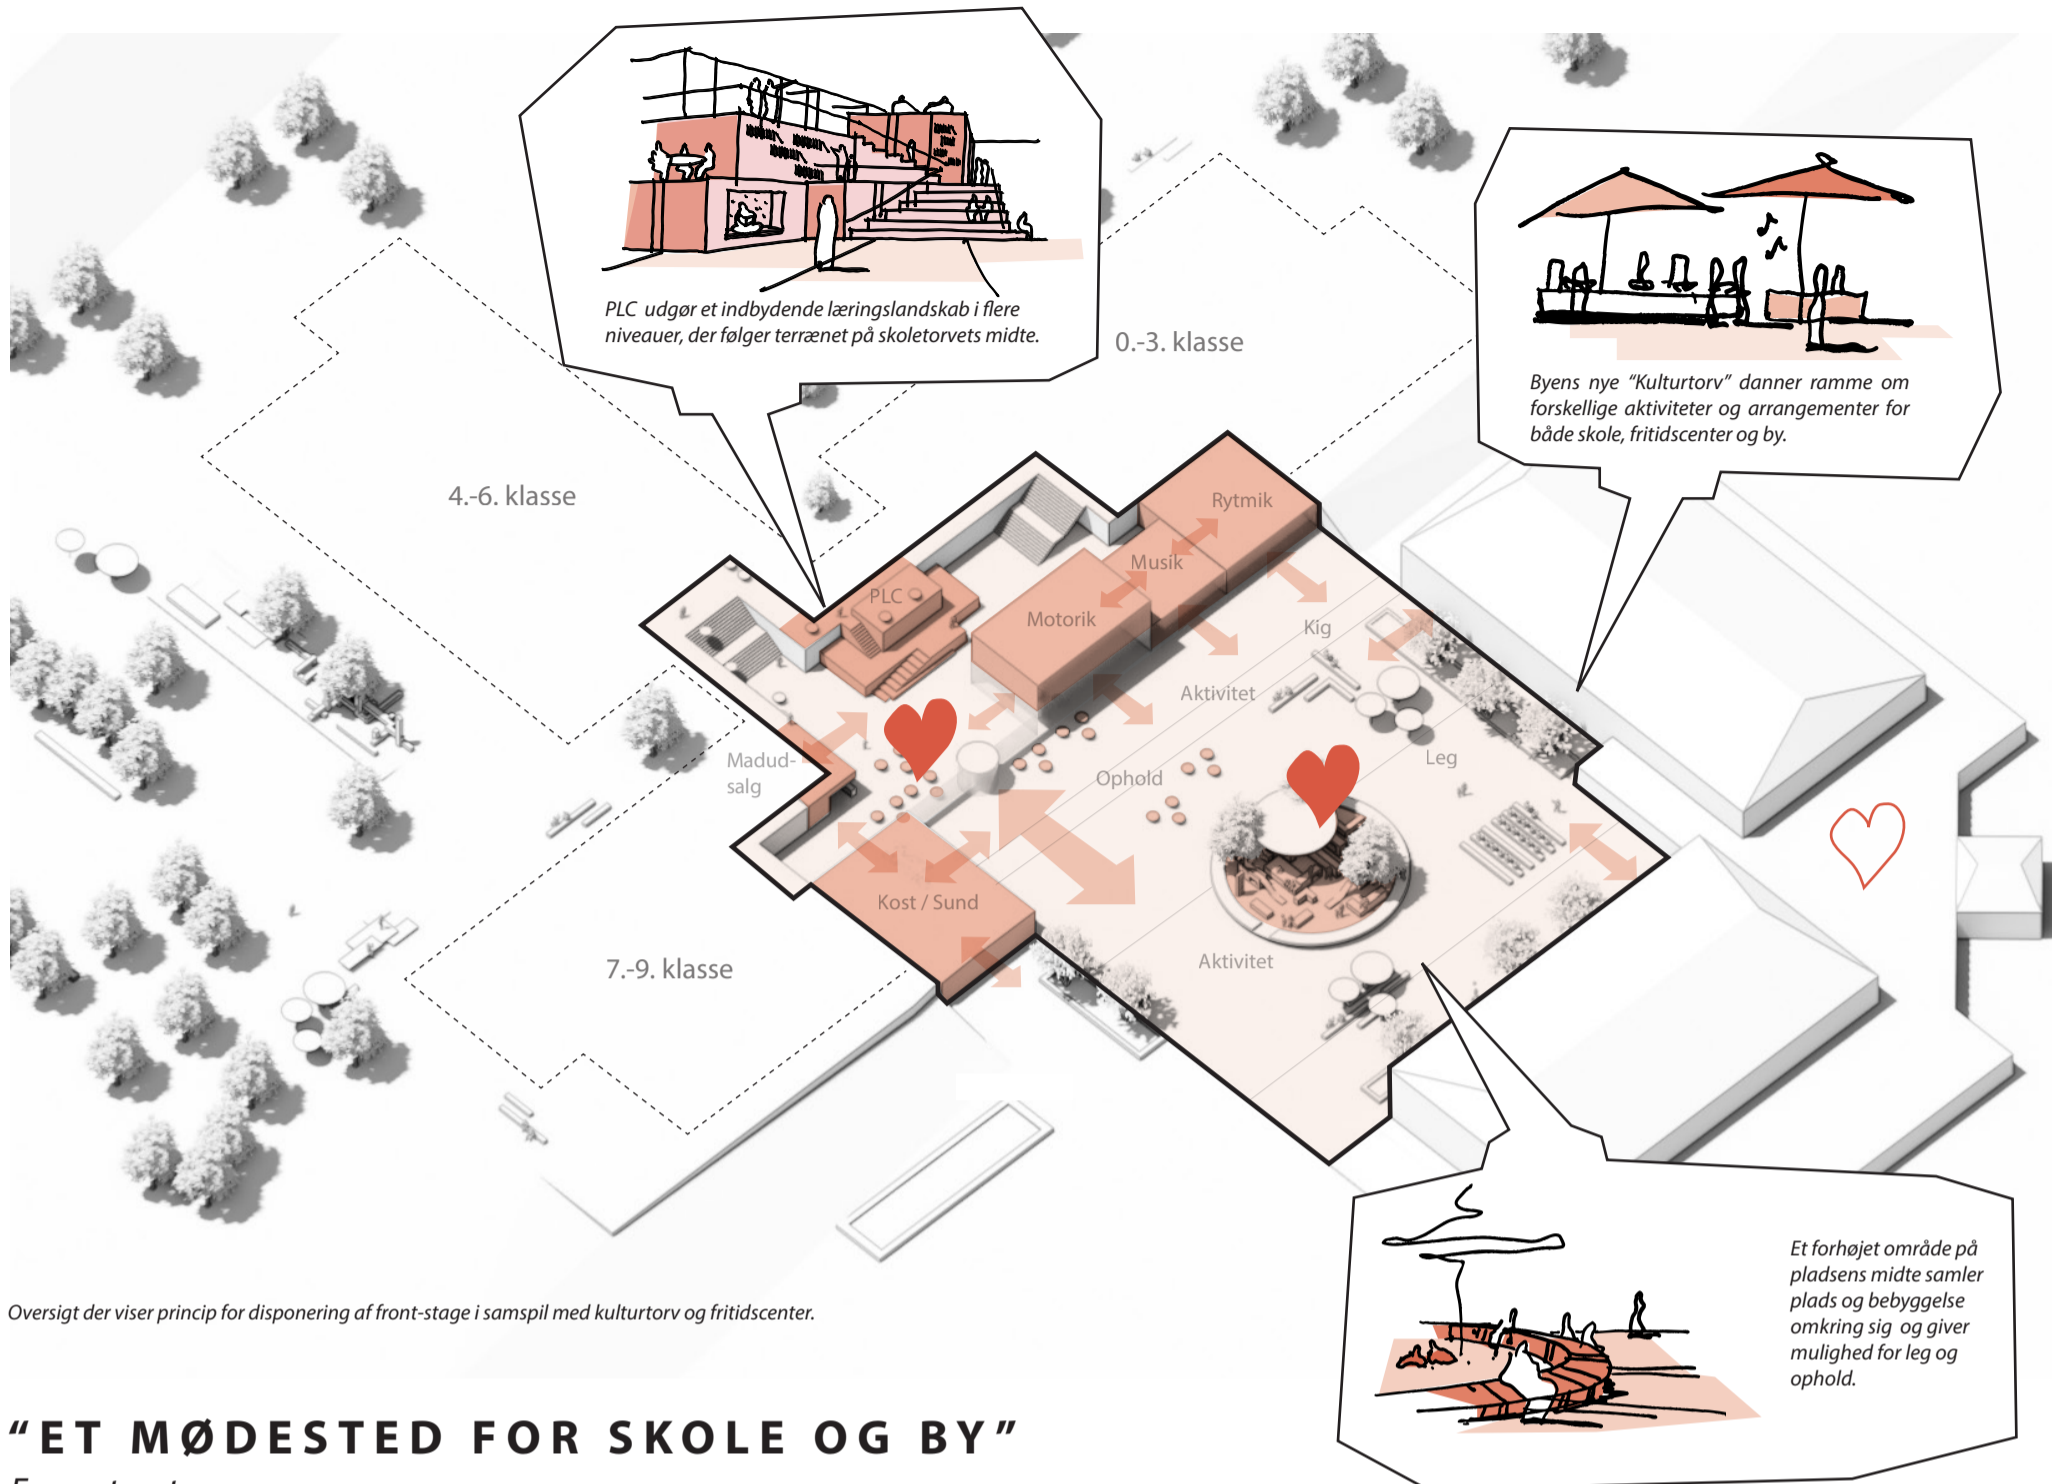 PLC udgør et indbydende læringslandskab i flere
niveauer, der følger terrænet på skoletorvets midte.
0.-3. klasse
Byens nye “Kulturtorv” danner ramme om
forskellige aktiviteter og arrangementer for
både skole, fritidscenter og by.
4.-6. klasse
Rytmik
Musik
PLC
Motorik
Kig
Aktivitet
Madud-
salg
Ophold
Leg
Kost / Sund
7.-9. klasse
Aktivitet
Et forhøjet område på
pladsens midte samler
plads og bebyggelse
omkring sig og giver
mulighed for leg og
ophold.
Oversigt der viser princip for disponering af front-stage i samspil med kulturtorv og fritidscenter.
“ET MØDESTED FOR SKOLE OG BY”